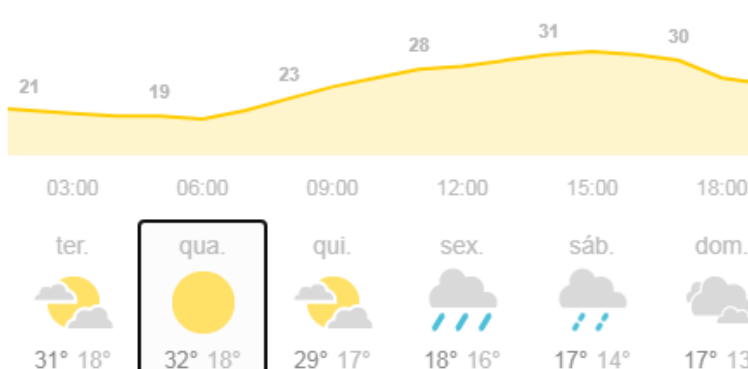 21 19 23 28 31 30
03:00 06:00 09:00 12:00 15:00 18:00
ter. qua. qui. sex. sáb. dom.
31° 18° 32° 18° 29° 17° 18° 16° 17° 14° 17° 13